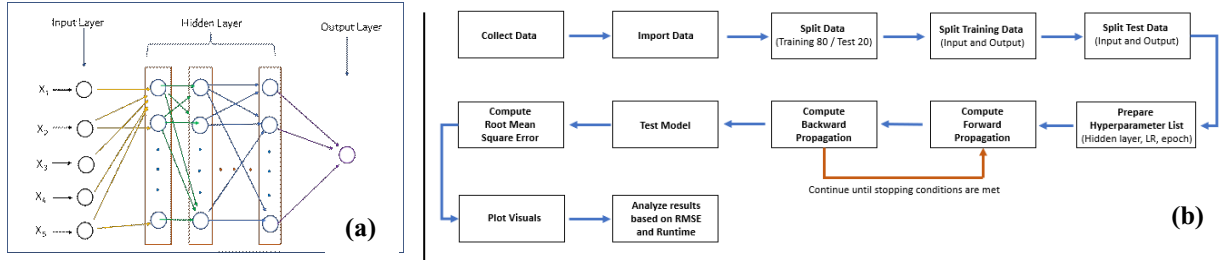 Input Layer
Hidden Layer
Output Layer
X1
X2
X3
X4
X5
(a)
Collect Data
Import Data
Split Data
(Training 80 / Test 20)
Split Training Data
(Input and Output)
Split Test Data
(Input and Output)
Compute
Root Mean
Square Error
Test Model
Compute
Backward
Propagation
Compute
Forward
Propagation
Prepare
Hyperparameter List
(Hidden layer, LR, epoch)
Continue until stopping conditions are met
Plot Visuals
Analyze results
based on RMSE
and Runtime
(b)